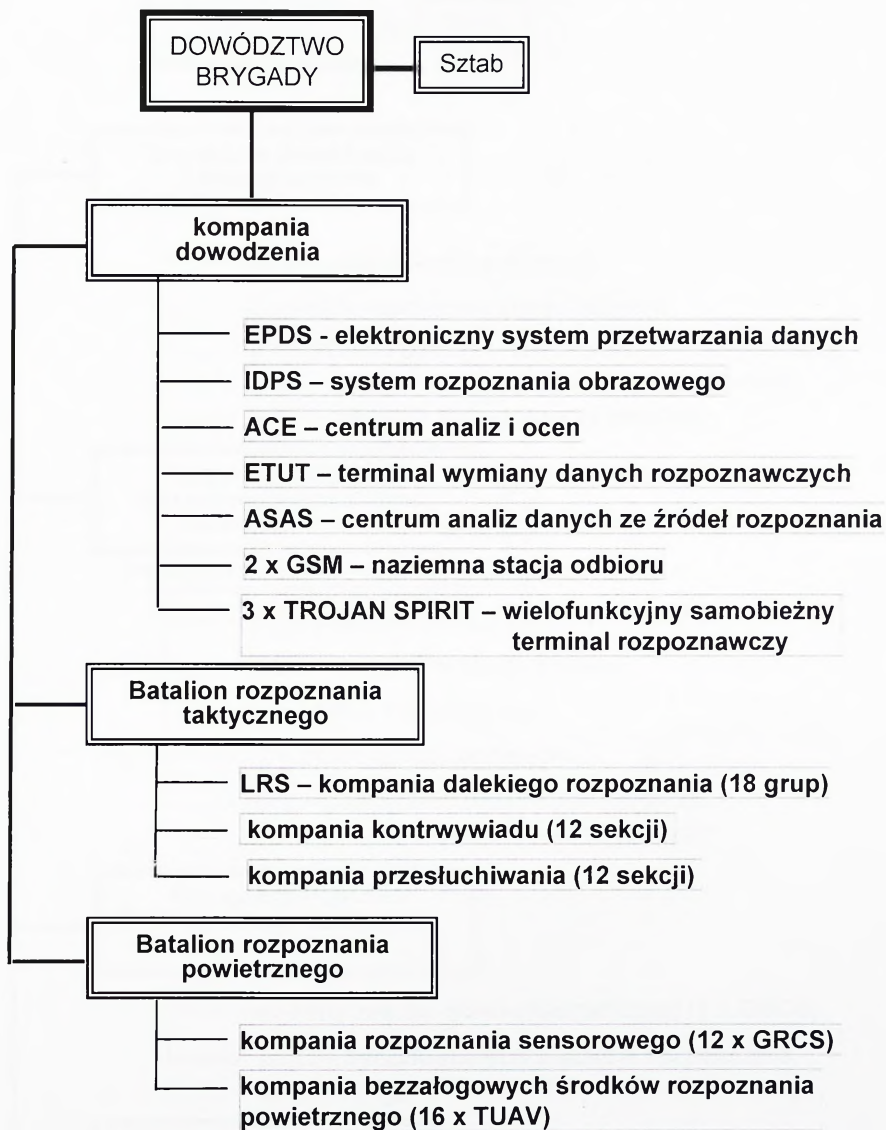 DOWÓDZTWO
BRYGADY
Sztab
kompania
dowodzenia
EPDS - elektroniczny system przetwarzania danych
IDPS – system rozpoznania obrazowego
ACE – centrum analiz i ocen
ETUT – terminal wymiany danych rozpoznawczych
ASAS – centrum analiz danych ze źródeł rozpoznania
2 x GSM – naziemna stacja odbioru
3 x TROJAN SPIRIT – wielofunkcyjny samobieżny
terminal rozpoznawczy
Batalion rozpoznania
taktycznego
LRS – kompania dalekiego rozpoznania (18 grup)
kompania kontrwywiadu (12 sekcji)
kompania przesłuchiwania (12 sekcji)
Batalion rozpoznania
powietrznego
kompania rozpoznania sensorowego (12 x GRCS)
kompania bezzałogowych środków rozpoznania
powietrznego (16 x TUAV)